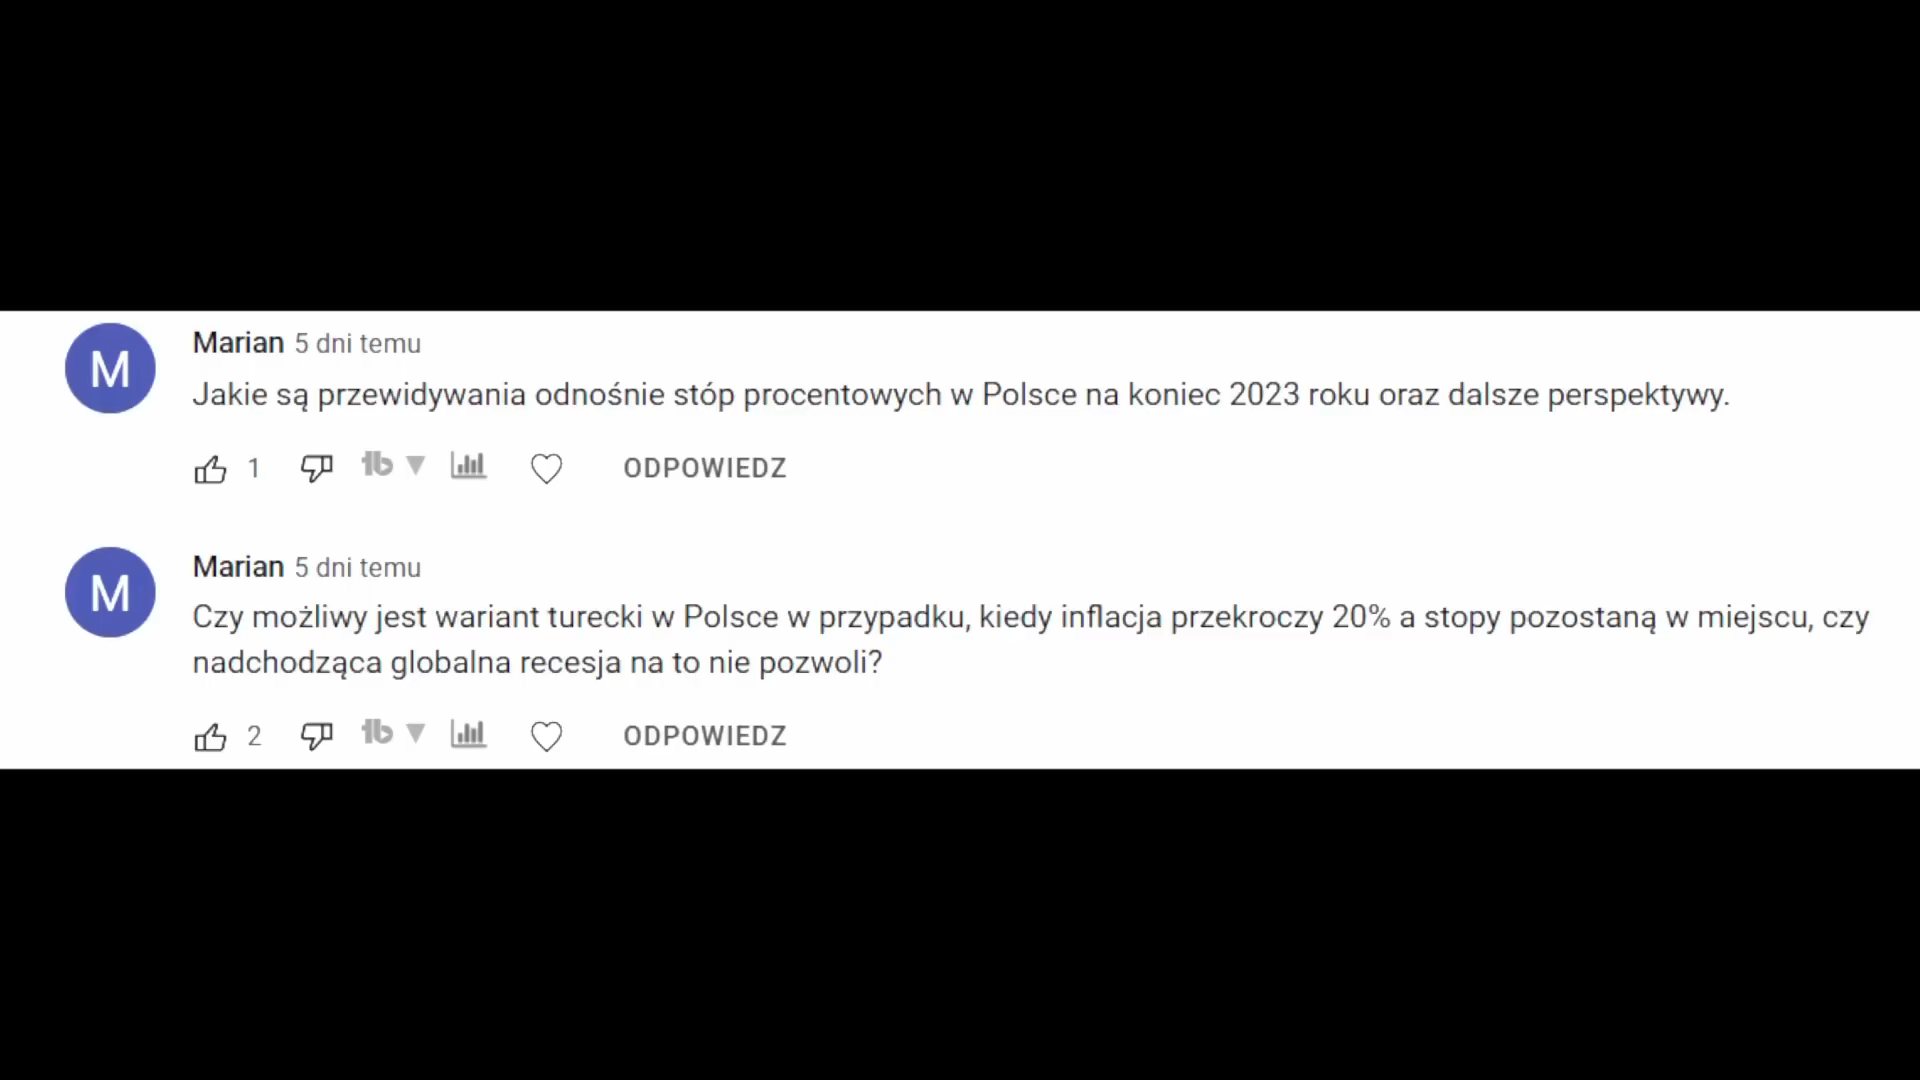 M
Marian 5 dni temu
Jakie są przewidywania odnośnie stóp procentowych w Polsce na koniec 2023 roku oraz dalsze perspektywy.
1 tb ODPOWIEDZ
M
Marian 5 dni temu
Czy możliwy jest wariant turecki w Polsce w przypadku, kiedy inflacja przekroczy 20% a stopy pozostaną w miejscu, czy
nadchodząca globalna recesja na to nie pozwoli?
2 tb ODPOWIEDZ